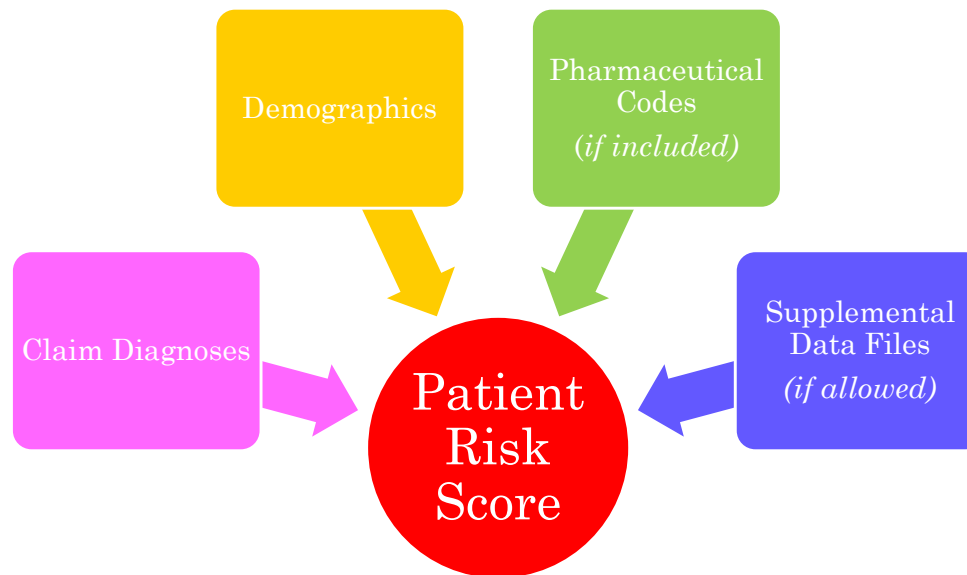 Demographics
Pharmaceutical
Codes
(if included)
Claim Diagnoses
Supplemental
Data Files
(if allowed)
Patient
Risk
Score